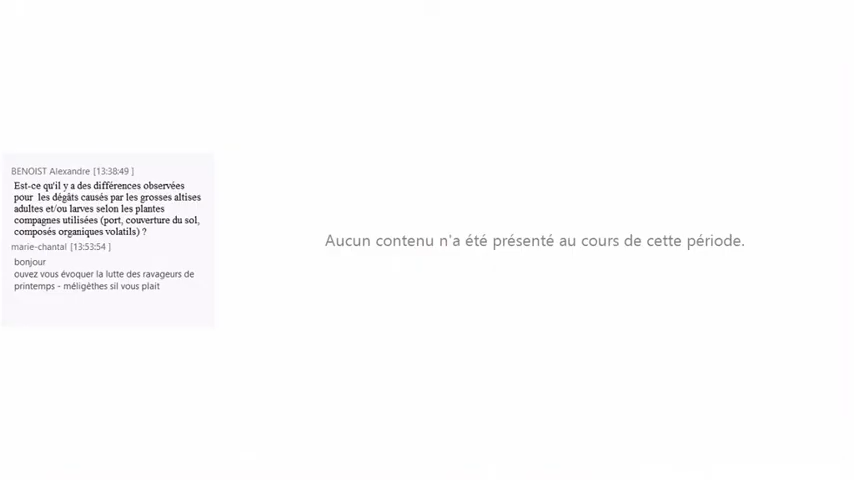 BENOIST Alexandre [13:38:49 ]
Est-ce qu'il y a des différences observées
pour les dégâts causés par les grosses altises
adultes et/ou larves selon les plantes
compagnes utilisées (port, couverture du sol,
composés organiques volatils) ?
marie-chantal [13:53:54 ]
bonjour
ouvez vous évoquer la lutte des ravageurs de
printemps - méligèthes sil vous plait
Aucun contenu n'a été présenté au cours de cette période.